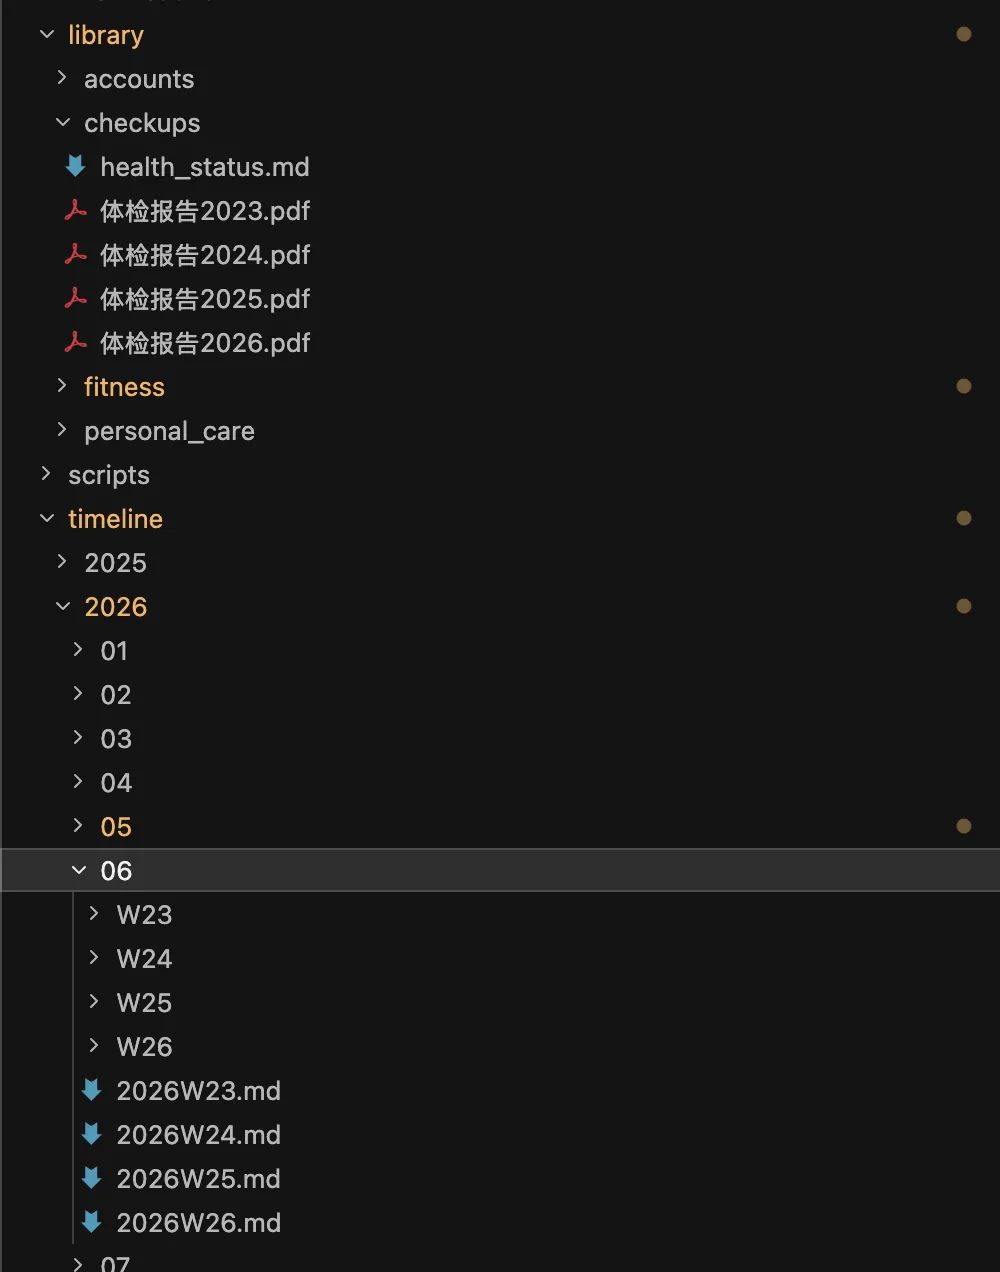 library
accounts
checkups
health_status.md
体检报告2023.pdf
体检报告2024.pdf
体检报告2025.pdf
体检报告2026.pdf
fitness
personal_care
scripts
timeline
2025
2026
01
02
03
04
05
06
W23
W24
W25
W26
2026W23.md
2026W24.md
2026W25.md
2026W26.md
07